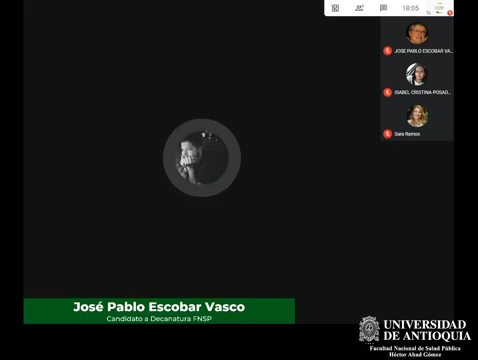 18:05
JOSE PABLO ESCOBAR VA...
ISABEL CRISTINA POSAD...
Sara Ramos
José Pablo Escobar Vasco
Candidato a Decanatura FNSP
UNIVERSIDAD
DE ANTIOQUIA
Facultad Nacional de Salud Pública
Héctor Abad Gómez